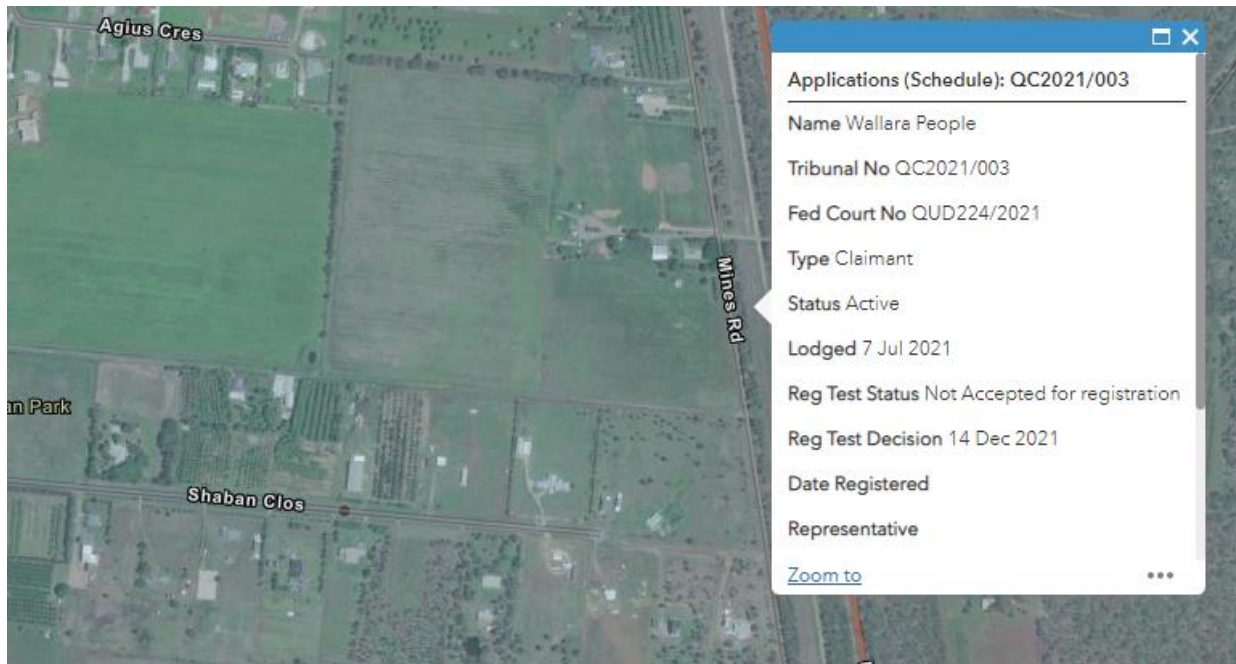 Agius Cres
Mines Rd
an Park
Shaban Clos
Applications (Schedule): QC2021/003
Name Wallara People
Tribunal No QC2021/003
Fed Court No QUD224/2021
Type Claimant
Status Active
Lodged 7 Jul 2021
Reg Test Status Not Accepted for registration
Reg Test Decision 14 Dec 2021
Date Registered
Representative
Zoom to